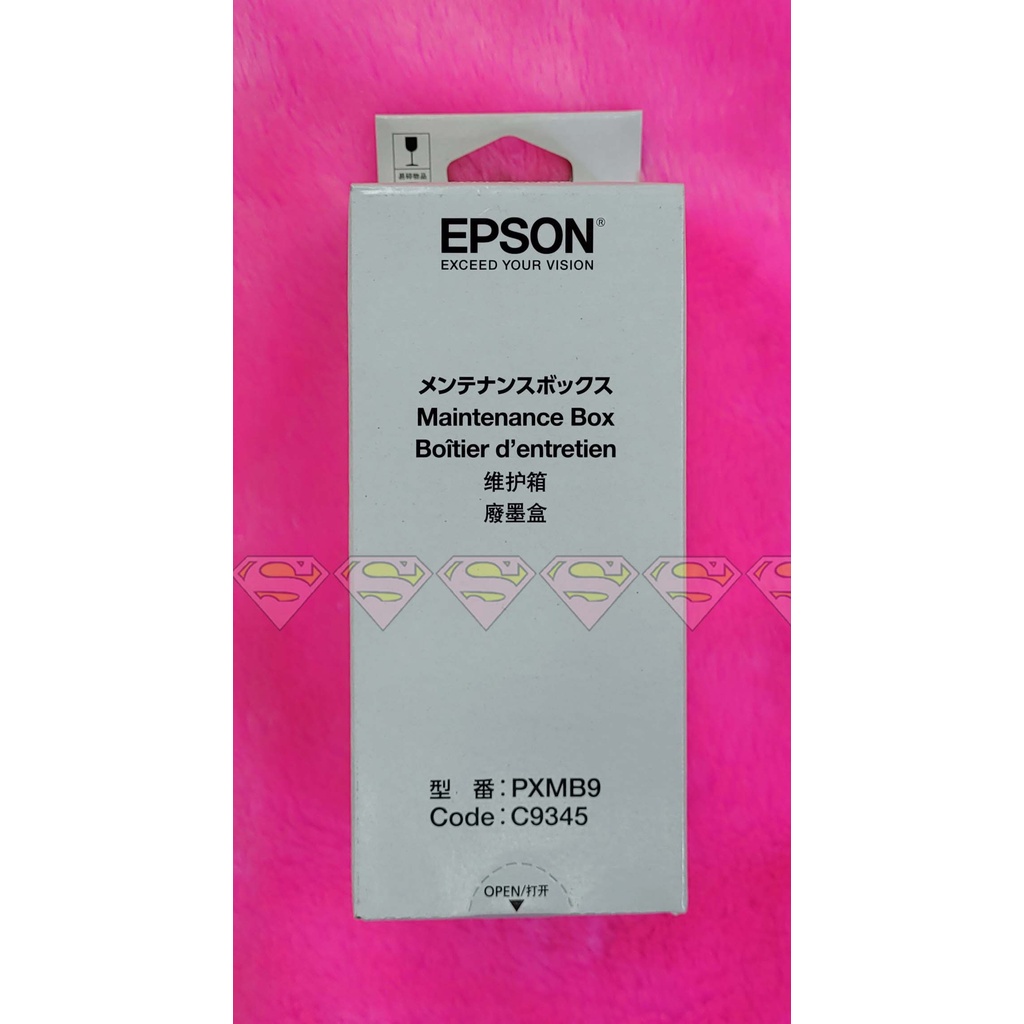 易碎物品
EPSON®
EXCEED YOUR VISION
メンテナンスボックス
Maintenance Box
Boîtier d'entretien
维护箱
廢墨盒
型 番：PXMB9
Code：C9345
OPEN/打开